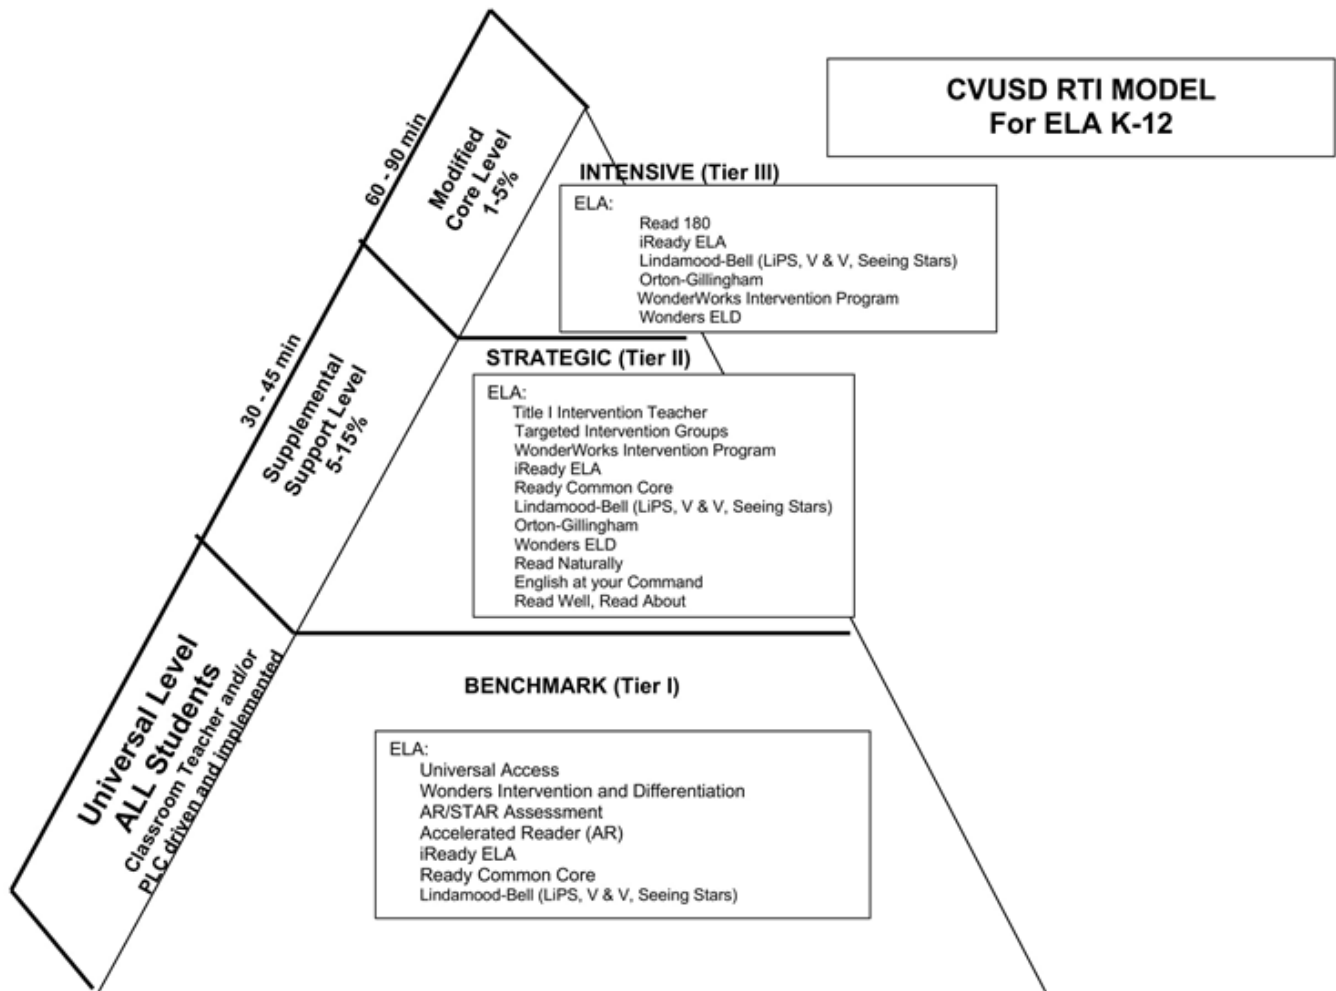 CVUSD RTI MODEL
For ELA K-12
60 - 90 min
Modified
Core Level
1-5%
INTENSIVE (Tier III)
ELA:
Read 180
iReady ELA
Lindamood-Bell (LiPS, V & V, Seeing Stars)
Orton-Gillingham
WonderWorks Intervention Program
Wonders ELD
30 - 45 min
Supplemental
Support Level
5-15%
STRATEGIC (Tier II)
ELA:
Title I Intervention Teacher
Targeted Intervention Groups
WonderWorks Intervention Program
iReady ELA
Ready Common Core
Lindamood-Bell (LiPS, V & V, Seeing Stars)
Orton-Gillingham
Wonders ELD
Read Naturally
English at your Command
Read Well, Read About
Universal Level
ALL Students
Classroom Teacher and/or
PLC driven and implemented
BENCHMARK (Tier I)
ELA:
Universal Access
Wonders Intervention and Differentiation
AR/STAR Assessment
Accelerated Reader (AR)
iReady ELA
Ready Common Core
Lindamood-Bell (LiPS, V & V, Seeing Stars)